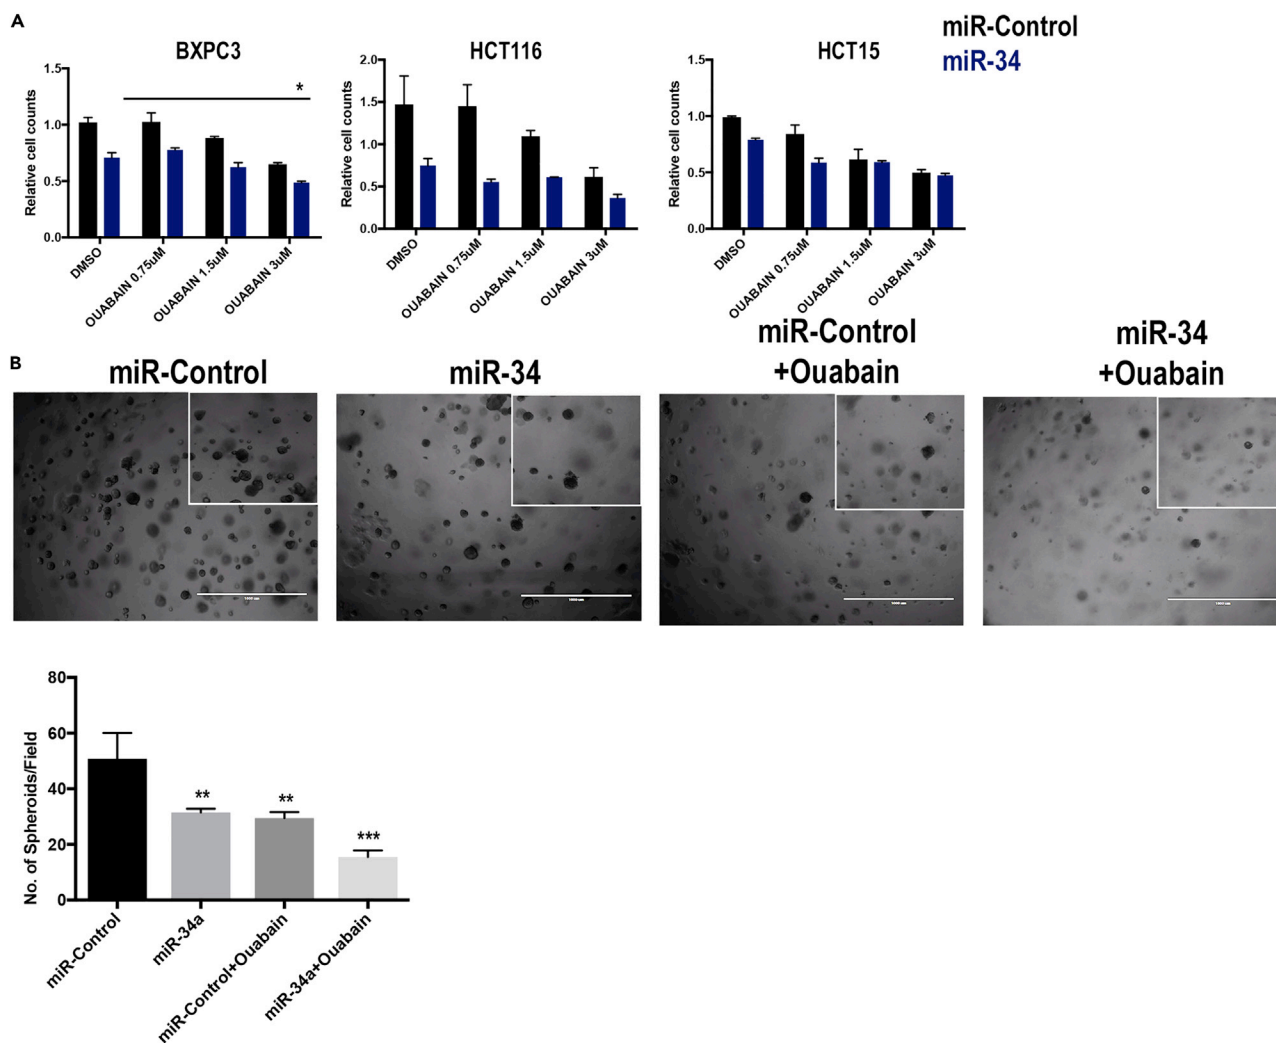 A
miR-Control
miR-34
BXPC3
HCT116
HCT15
Relative cell counts
1.5
1.0
0.5
0.0
*
DMSO
OUABAIN 0.75uM
OUABAIN 1.5uM
OUABAIN 3uM
Relative cell counts
2.0
1.5
1.0
0.5
0.0
DMSO
OUABAIN 0.75uM
OUABAIN 1.5uM
OUABAIN 3uM
Relative cell counts
1.5
1.0
0.5
0.0
DMSO
OUABAIN 0.75uM
OUABAIN 1.5uM
OUABAIN 3uM
B
miR-Control
miR-34
miR-Control
+Ouabain
miR-34
+Ouabain
No. of Spheroids/Field
80
60
40
20
0
**
**
***
miR-Control
miR-34a
miR-Control+Ouabain
miR-34a+Ouabain